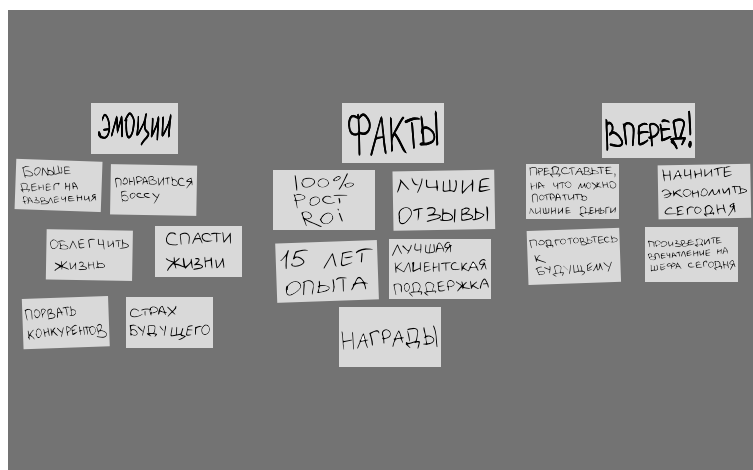 ЭМОЦИИ
БОЛЬШЕ
ДЕНЕГ НА
РАЗВЛЕЧЕНИЯ
ПОНРАВИТЬСЯ
БОССУ
ОБЛЕГЧИТЬ
ЖИЗНЬ
СПАСТИ
ЖИЗНИ
ПОРВАТЬ
КОНКУРЕНТОВ
СТРАХ
БУДУЩЕГО
ФАКТЫ
100%
РОСТ
ROi
ЛУЧШИЕ
ОТЗЫВЫ
15 ЛЕТ
ОПЫТА
ЛУЧШАЯ
КЛИЕНТСКАЯ
ПОДДЕРЖКА
НАГРАДЫ
ВПЕРЕД!
ПРЕДСТАВЬТЕ,
НА ЧТО МОЖНО
ПОТРАТИТЬ
ЛИШНИЕ ДЕНЬГИ
НАЧНИТЕ
ЭКОНОМИТЬ
СЕГОДНЯ
ПОДГОТОВЬТЕСЬ
К
БУДУЩЕМУ
ПРОИЗВЕДИТЕ
ВПЕЧАТЛЕНИЕ НА
ШЕФА СЕГОДНЯ